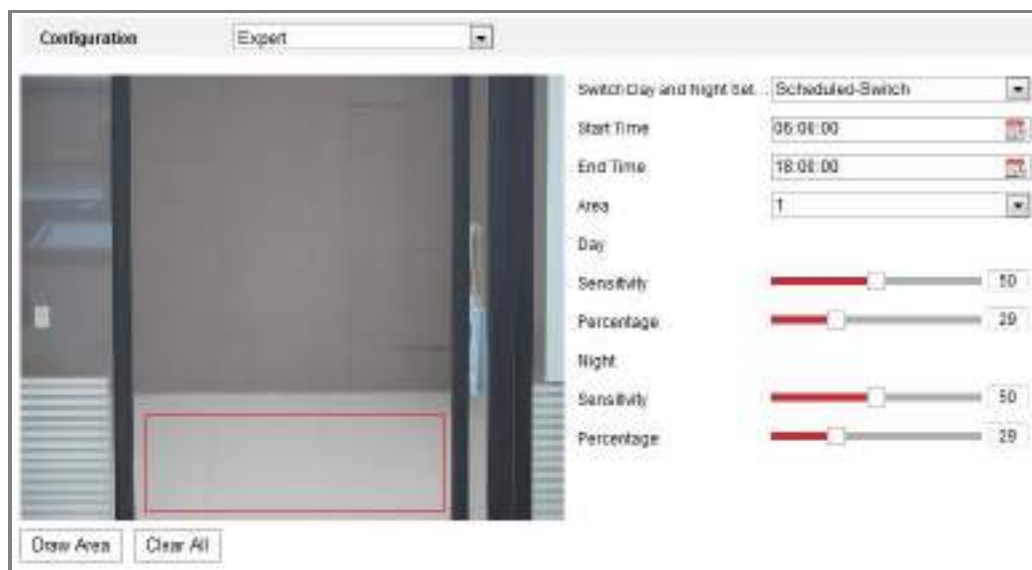 Configuration Expert
Switch Day and Night Set... Scheduled-Switch
Start Time 06:00:00
End Time 18:00:00
Area 1
Day
Sensitivity 50
Percentage 29
Night
Sensitivity 50
Percentage 29
Draw Area Clear All